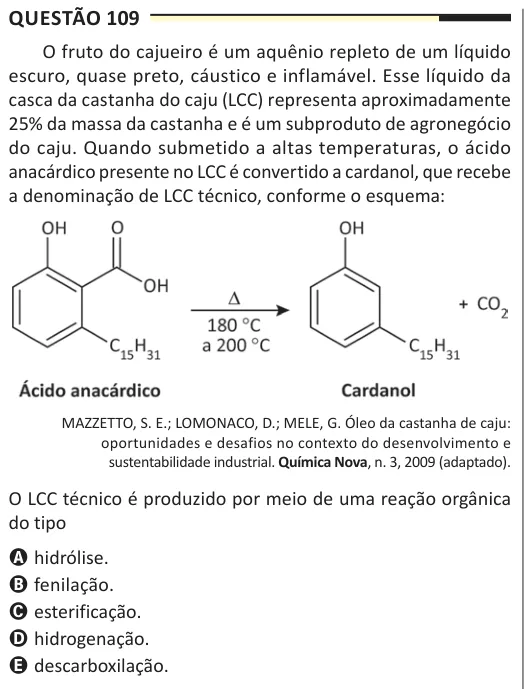 QUESTÃO 109
O fruto do cajueiro é um aquênio repleto de um líquido
escuro, quase preto, cáustico e inflamável. Esse líquido da
casca da castanha do caju (LCC) representa aproximadamente
25% da massa da castanha e é um subproduto de agronegócio
do caju. Quando submetido a altas temperaturas, o ácido
anacárdico presente no LCC é convertido a cardanol, que recebe
a denominação de LCC técnico, conforme o esquema:
OH O OH
OH C₁₅H₃₁
Δ
180 °C
a 200 °C
C₁₅H₃₁
+ CO₂
Ácido anacárdico
Cardanol
MAZZETTO, S. E.; LOMONACO, D.; MELE, G. Óleo da castanha de caju:
oportunidades e desafios no contexto do desenvolvimento e
sustentabilidade industrial. Química Nova, n. 3, 2009 (adaptado).
O LCC técnico é produzido por meio de uma reação orgânica
do tipo
A hidrólise.
B fenilação.
C esterificação.
D hidrogenação.
E descarboxilação.